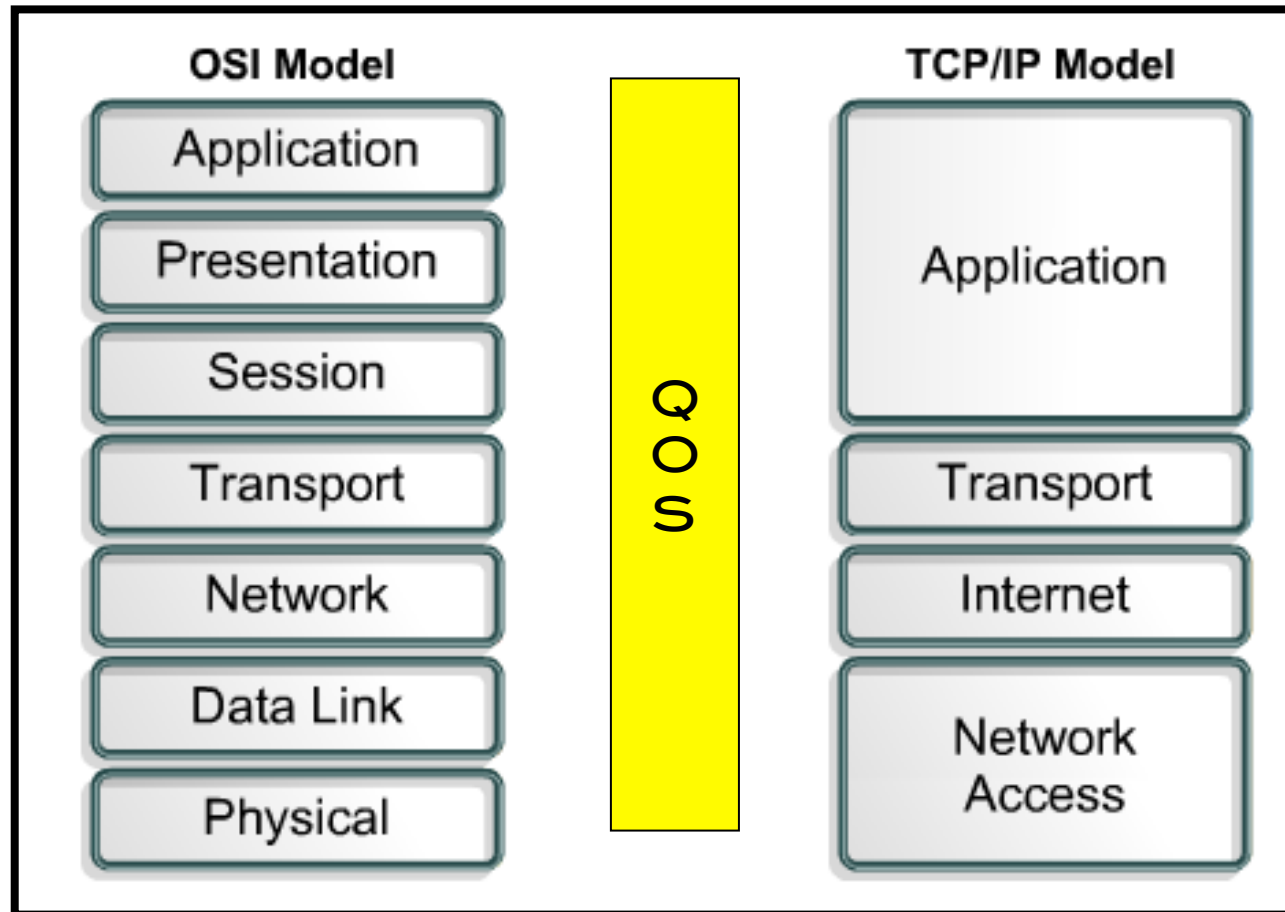 OSI Model
Application
Presentation
Session
Transport
Network
Data Link
Physical
Q
O
S
TCP/IP Model
Application
Transport
Internet
Network
Access